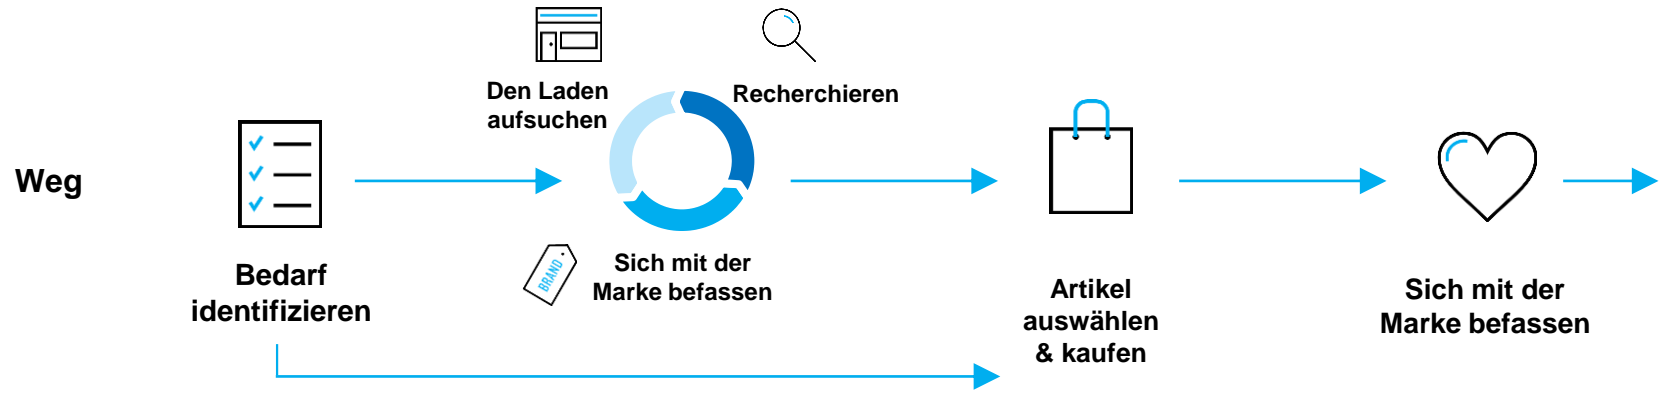 Weg
Bedarf
identifizieren
Den Laden
aufsuchen
Recherchieren
BRAND
Sich mit der
Marke befassen
Artikel
auswählen
& kaufen
Sich mit der
Marke befassen